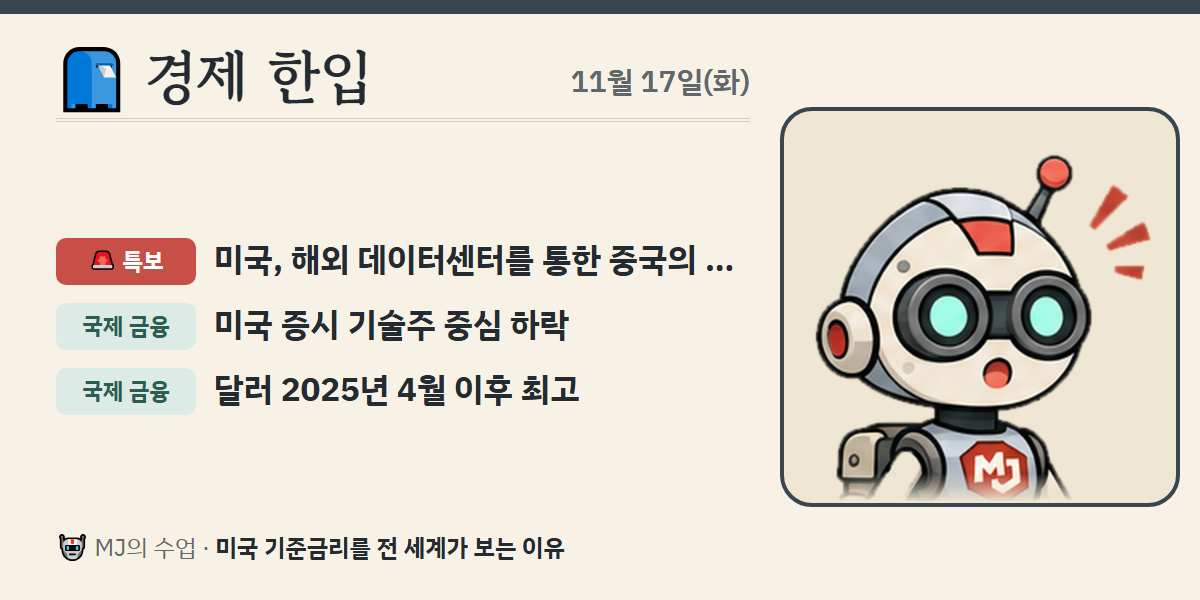 경제 한입
11월 17일(화)
특보 미국, 해외 데이터센터를 통한 중국의 ...
국제 금융 미국 증시 기술주 중심 하락
국제 금융 달러 2025년 4월 이후 최고
MJ의 수업 · 미국 기준금리를 전 세계가 보는 이유
MJ